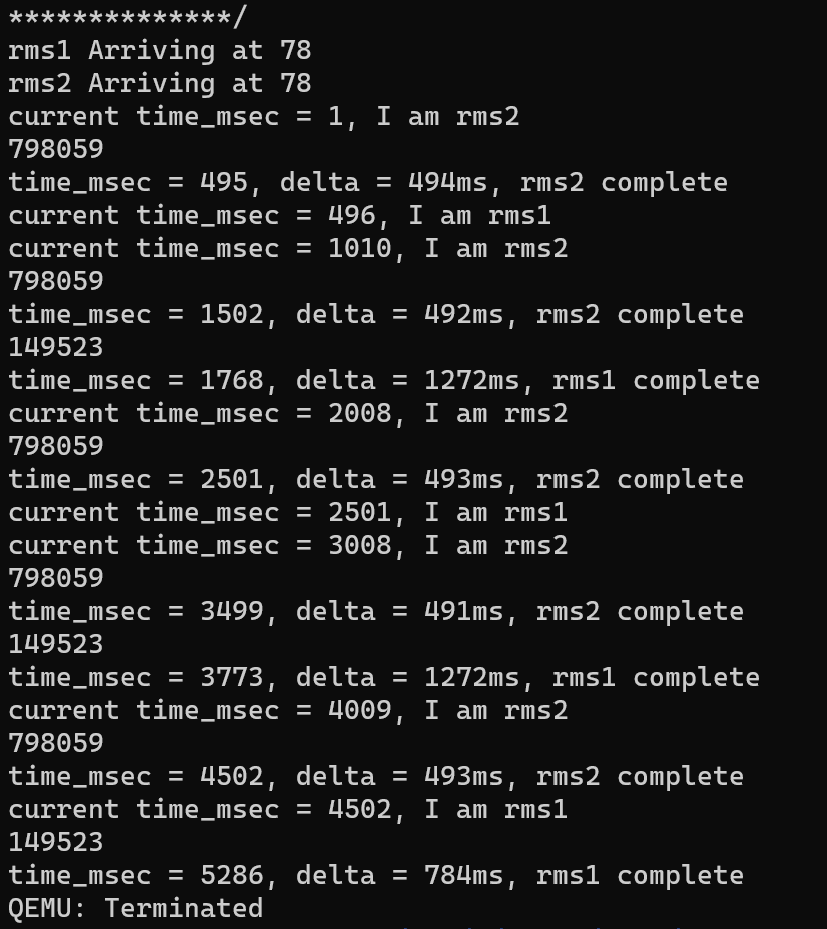 **************/
rms1 Arriving at 78
rms2 Arriving at 78
current time_msec = 1, I am rms2
798059
time_msec = 495, delta = 494ms, rms2 complete
current time_msec = 496, I am rms1
current time_msec = 1010, I am rms2
798059
time_msec = 1502, delta = 492ms, rms2 complete
149523
time_msec = 1768, delta = 1272ms, rms1 complete
current time_msec = 2008, I am rms2
798059
time_msec = 2501, delta = 493ms, rms2 complete
current time_msec = 2501, I am rms1
current time_msec = 3008, I am rms2
798059
time_msec = 3499, delta = 491ms, rms2 complete
149523
time_msec = 3773, delta = 1272ms, rms1 complete
current time_msec = 4009, I am rms2
798059
time_msec = 4502, delta = 493ms, rms2 complete
current time_msec = 4502, I am rms1
149523
time_msec = 5286, delta = 784ms, rms1 complete
QEMU: Terminated